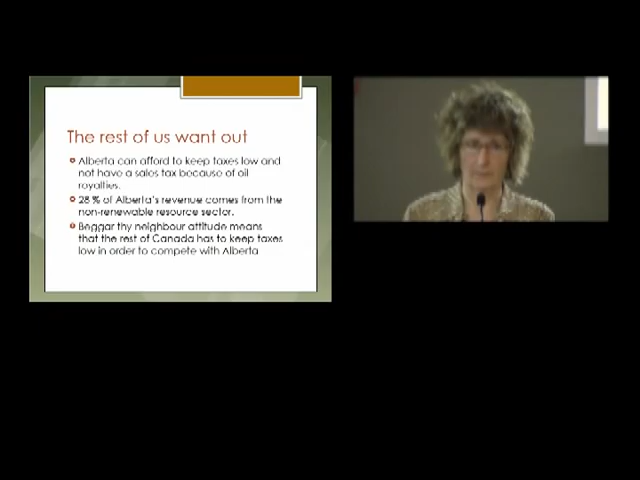 The rest of us want out
Alberta can afford to keep taxes low and
not have a sales tax because of oil
royalties.
28 % of Alberta's revenue comes from the
non-renewable resource sector.
Beggar thy neighbour attitude means
that the rest of Canada has to keep taxes
low in order to compete with Alberta